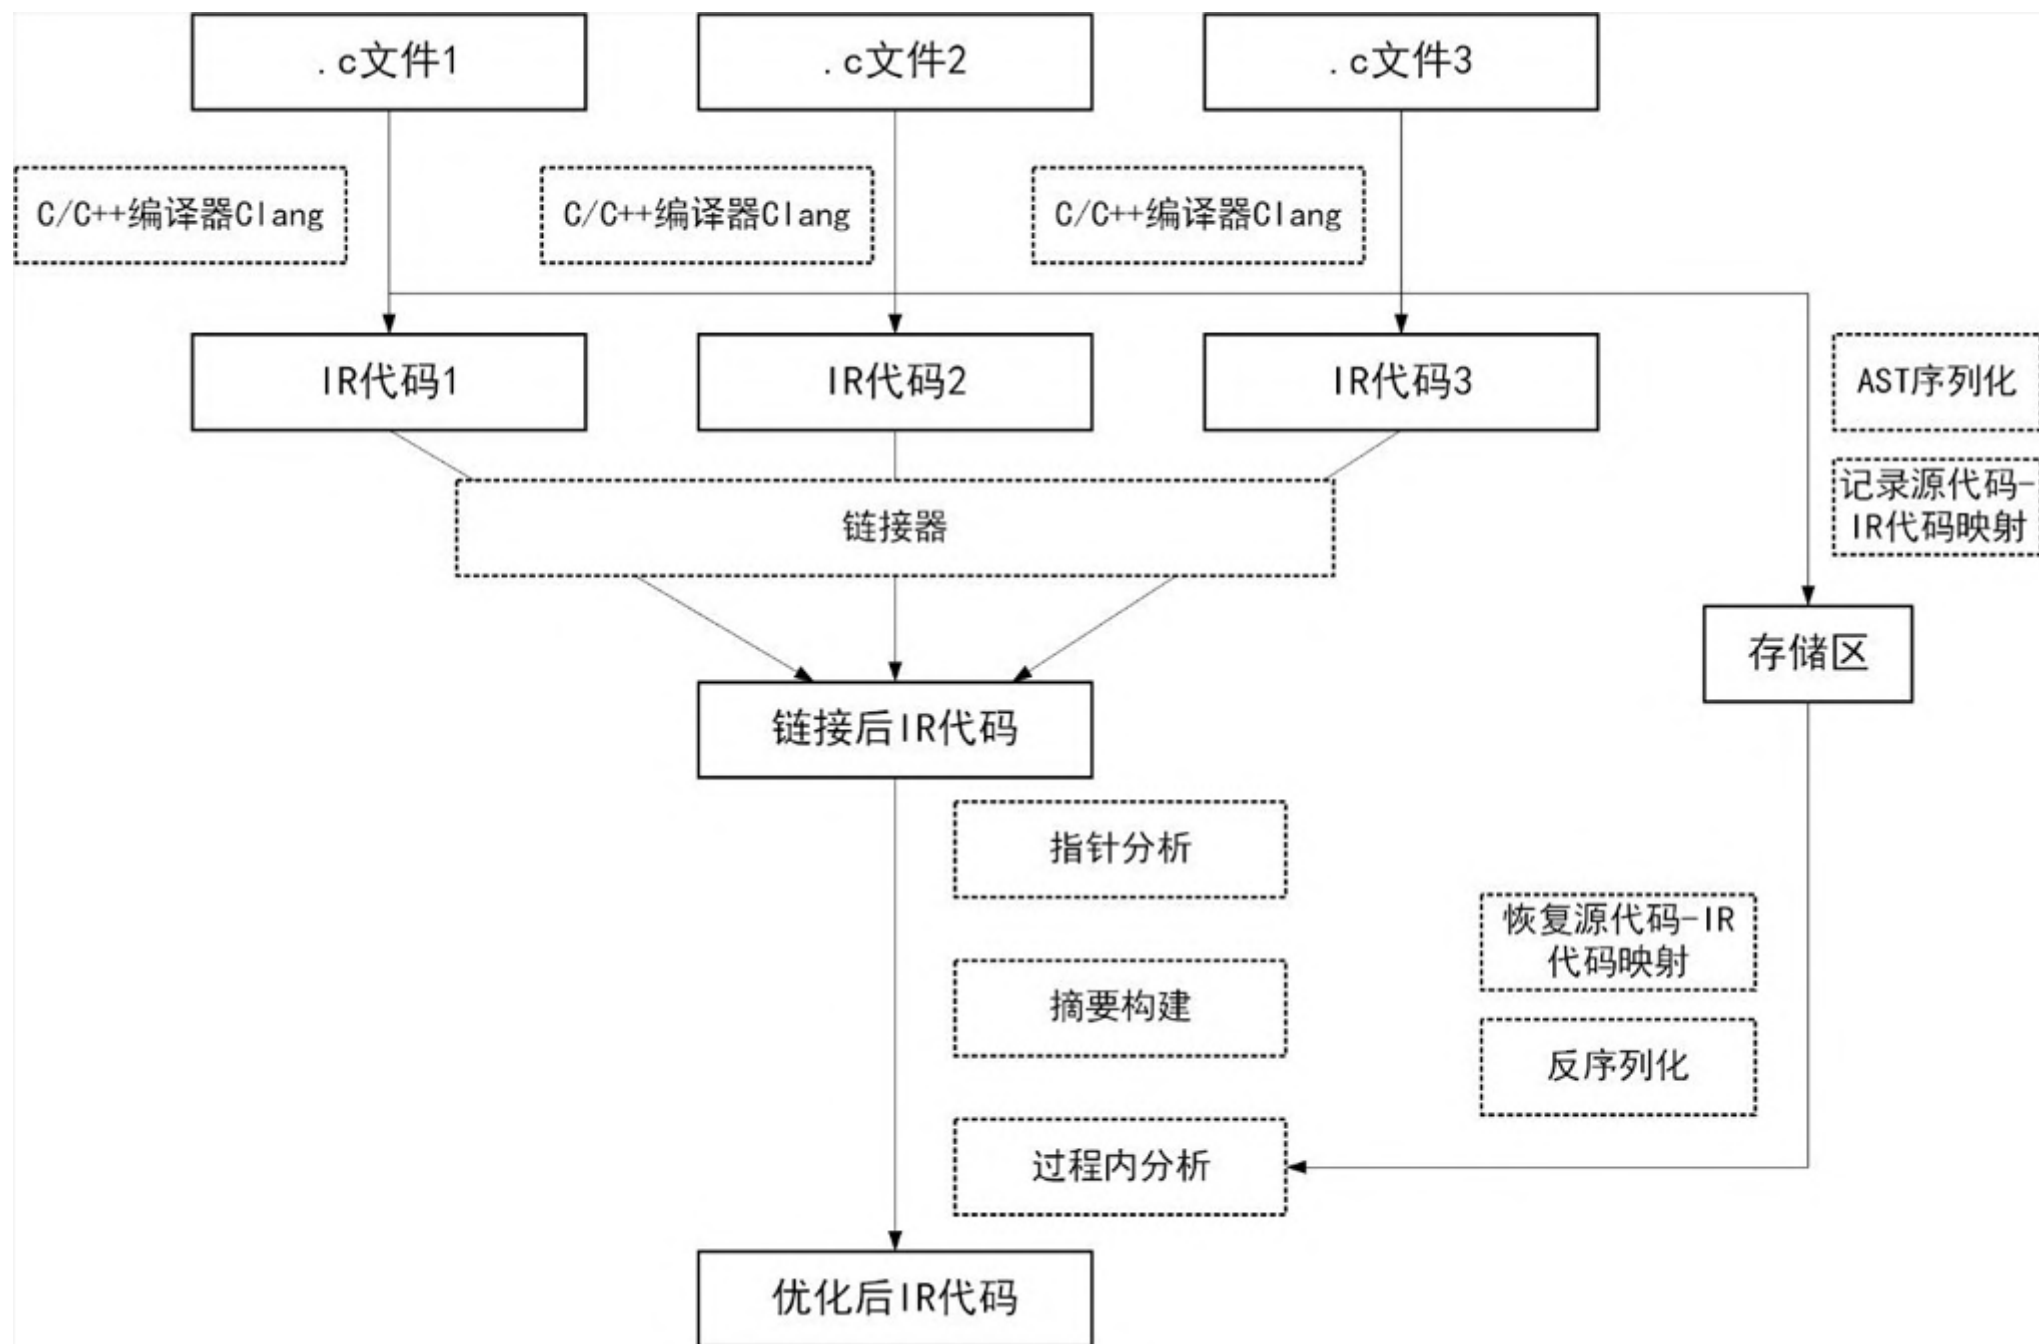 .c文件1
.c文件2
.c文件3
C/C++编译器Clang
C/C++编译器Clang
C/C++编译器Clang
IR代码1
IR代码2
IR代码3
AST序列化
记录源代码-
IR代码映射
链接器
存储区
链接后IR代码
指针分析
恢复源代码-IR
代码映射
摘要构建
反序列化
过程内分析
优化后IR代码